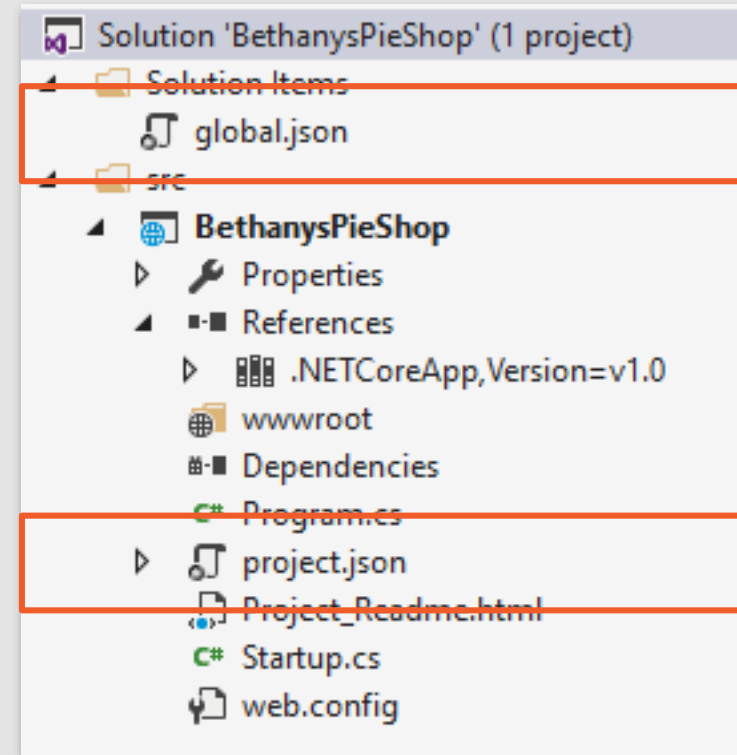 Solution 'BethanysPieShop' (1 project)
Solution Items
global.json
src
BethanysPieShop
Properties
References
.NETCoreApp,Version=v1.0
wwwroot
Dependencies
C# Program.cs
project.json
Project_Readme.html
C# Startup.cs
web.config